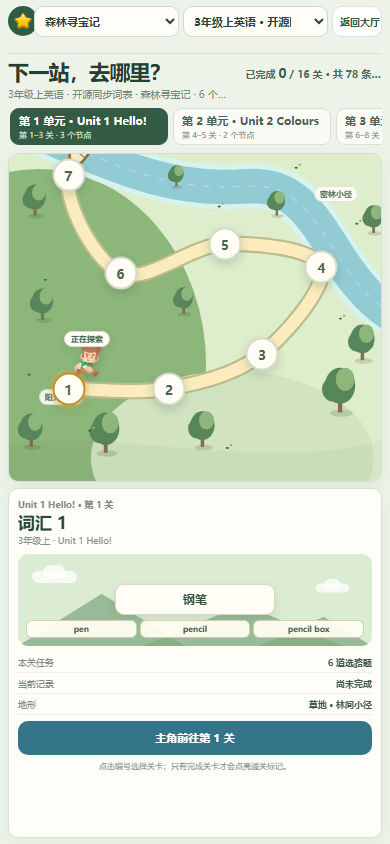 森林寻宝记
3年级上英语·开源
返回大厅
下一站，去哪里？
已完成 0 / 16 关·共 78 条...
3年级上英语·开源同步词表·森林寻宝记·6 个...
第 1 单元·Unit 1 Hello!
第 1–3 关·3 个节点
第 2 单元·Unit 2 Colours
第 4–5 关·2 个节点
第 3 单
第 6–8 关
密林小径
7
5
4
6
正在探索
3
1
2
Unit 1 Hello!·第 1 关
词汇 1
3年级上·Unit 1 Hello!
钢笔
pen
pencil
pencil box
本关任务
6 道选择题
当前记录
尚未完成
地形
草地·林间小径
主角前往第 1 关
点击编号选择关卡；只有完成关卡才会点亮通关标记。